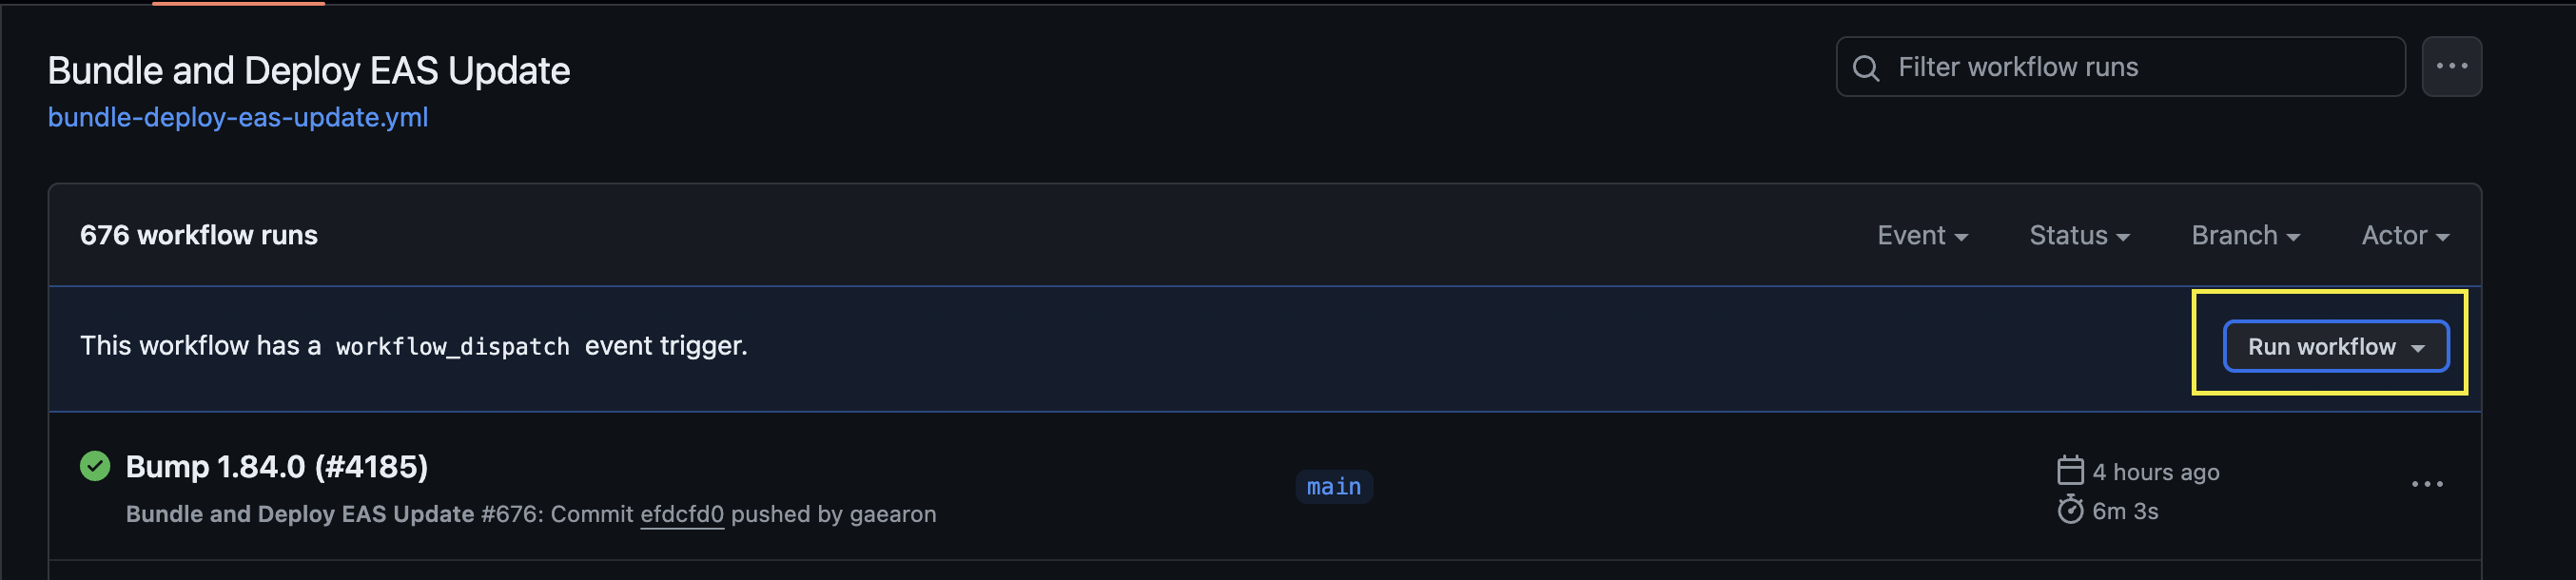 Bundle and Deploy EAS Update
Filter workflow runs
bundle-deploy-eas-update.yml
676 workflow runs
Event
Status
Branch
Actor
This workflow has a workflow_dispatch event trigger.
Run workflow
Bump 1.84.0 (#4185)
Bundle and Deploy EAS Update #676: Commit efdcfd0 pushed by gaearon
main
4 hours ago
6m 3s